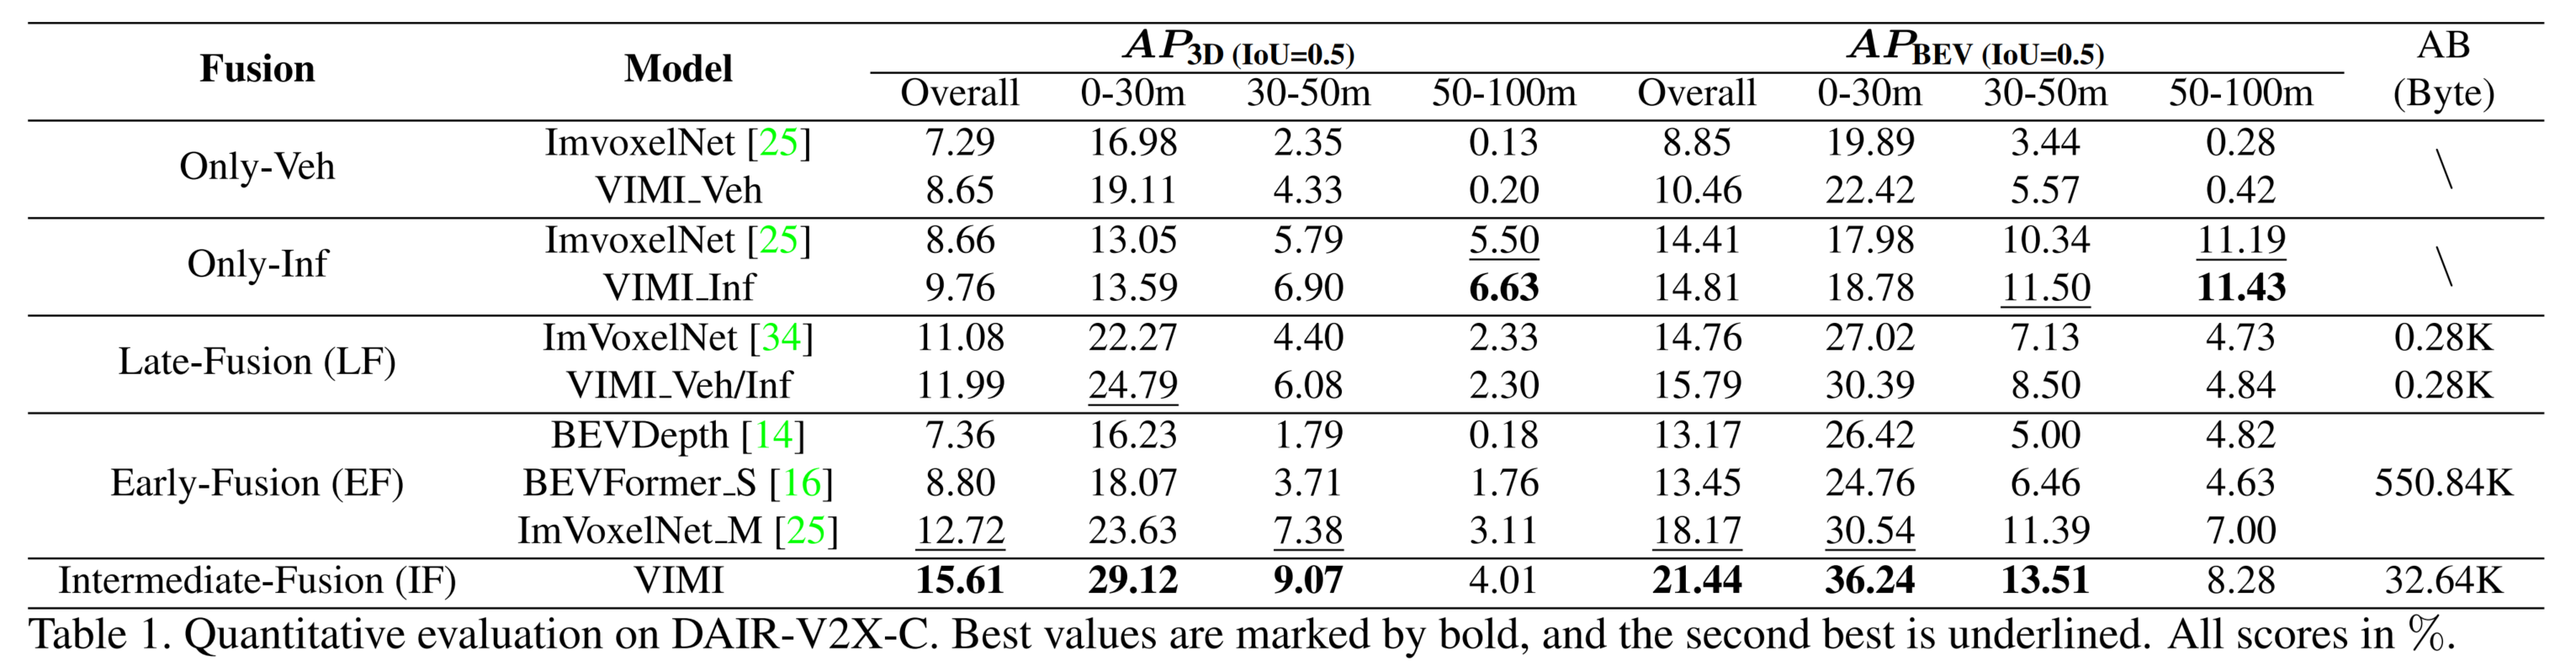 Fusion Model AP3D (IoU=0.5) APBEV (IoU=0.5) AB
Overall 0-30m 30-50m 50-100m Overall 0-30m 30-50m 50-100m (Byte)
Only-Veh ImvoxelNet [25] 7.29 16.98 2.35 0.13 8.85 19.89 3.44 0.28 \
VIMI_Veh 8.65 19.11 4.33 0.20 10.46 22.42 5.57 0.42
Only-Inf ImvoxelNet [25] 8.66 13.05 5.79 5.50 14.41 17.98 10.34 11.19 \
VIMI_Inf 9.76 13.59 6.90 6.63 14.81 18.78 11.50 11.43
Late-Fusion (LF) ImVoxelNet [34] 11.08 22.27 4.40 2.33 14.76 27.02 7.13 4.73 0.28K
VIMI_Veh/Inf 11.99 24.79 6.08 2.30 15.79 30.39 8.50 4.84 0.28K
BEVDepth [14] 7.36 16.23 1.79 0.18 13.17 26.42 5.00 4.82
Early-Fusion (EF) BEVFormer_S [16] 8.80 18.07 3.71 1.76 13.45 24.76 6.46 4.63 550.84K
ImVoxelNet_M [25] 12.72 23.63 7.38 3.11 18.17 30.54 11.39 7.00
Intermediate-Fusion (IF) VIMI 15.61 29.12 9.07 4.01 21.44 36.24 13.51 8.28 32.64K
Table 1. Quantitative evaluation on DAIR-V2X-C. Best values are marked by bold, and the second best is underlined. All scores in %.